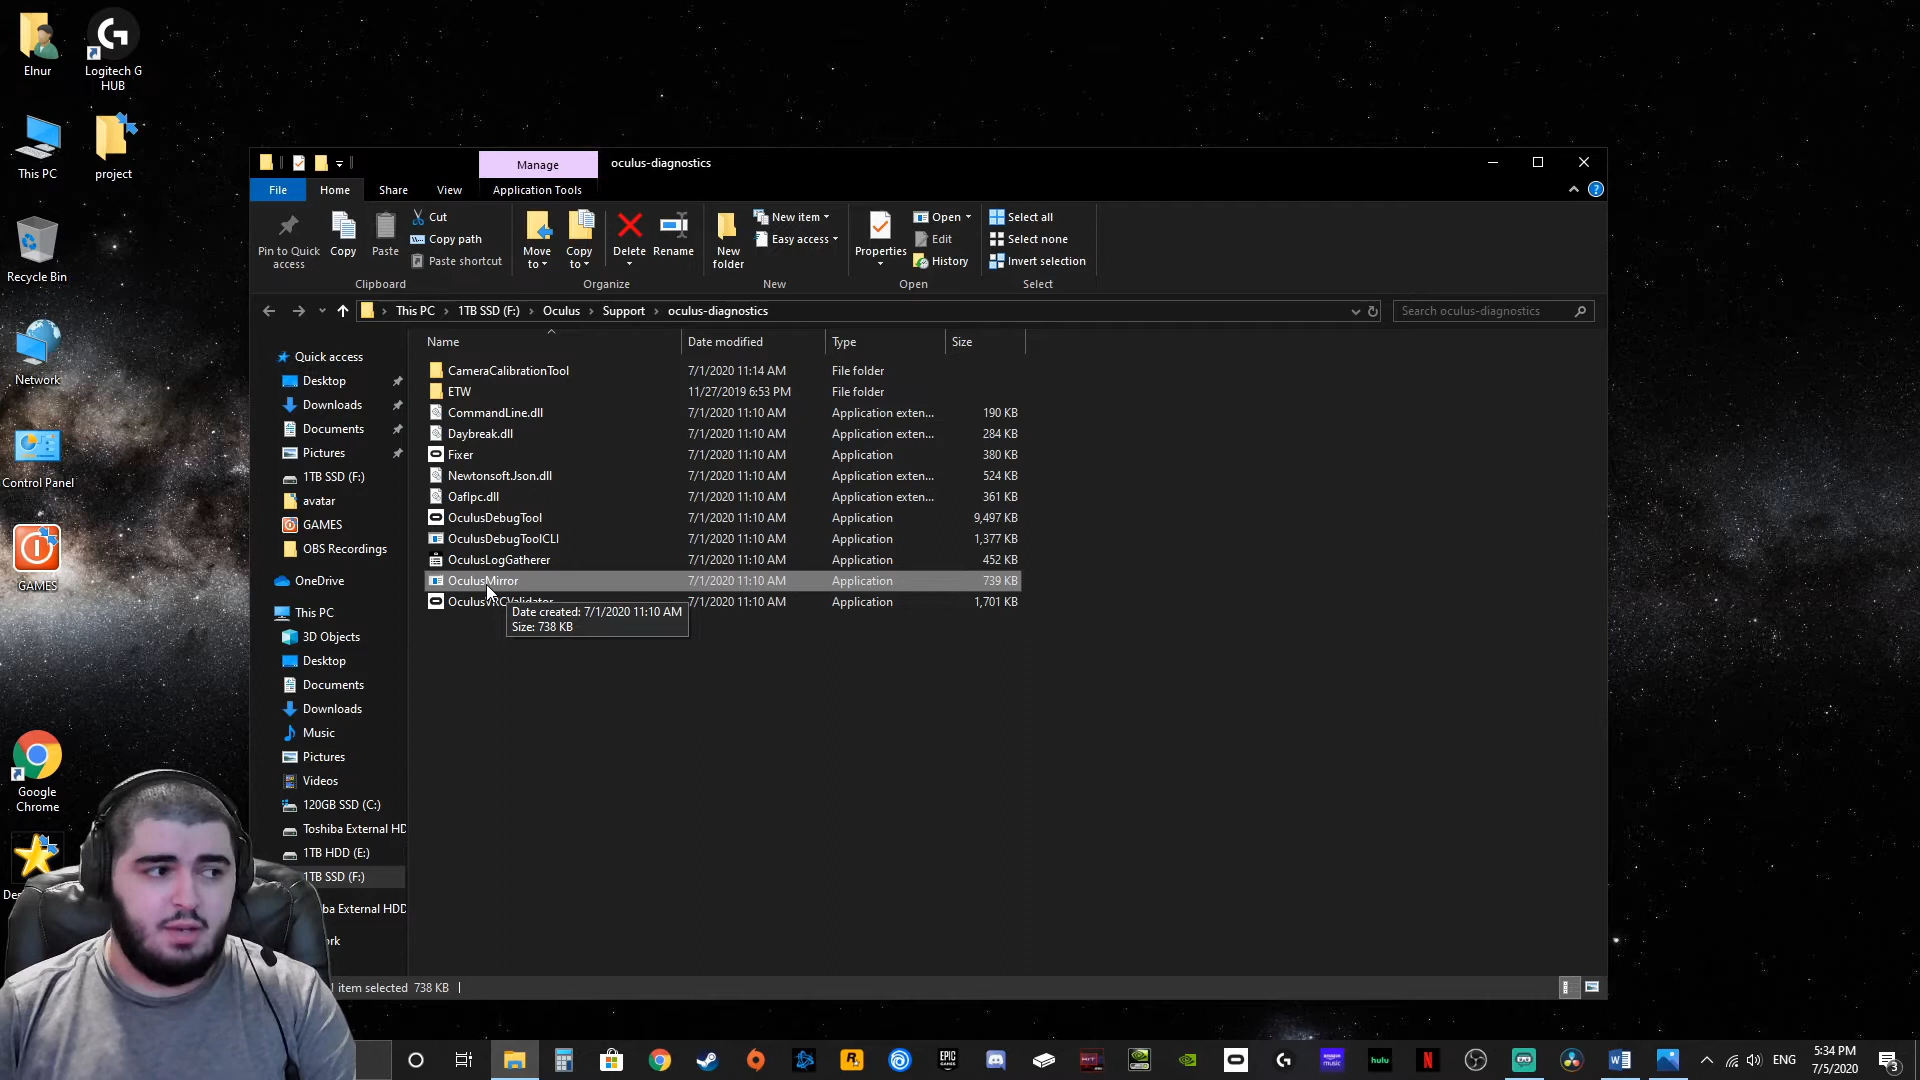 Elnur
Logitech G
HUB
This PC
project
Recycle Bin
Network
Control Panel
GAMES
Google
Chrome
Manage
oculus-diagnostics
File
Home
Share
View
Application Tools
Pin to Quick
access
Copy
Paste
Cut
Copy path
Paste shortcut
Clipboard
Move
to
Copy
to
Delete
Rename
Organize
New
folder
New item
Easy access
New
Properties
Open
Edit
History
Open
Select all
Select none
Invert selection
Select
This PC > 1TB SSD (F:) > Oculus > Support > oculus-diagnostics
Search oculus-diagnostics
Quick access
Desktop
Downloads
Documents
Pictures
1TB SSD (F:)
avatar
GAMES
OBS Recordings
OneDrive
This PC
3D Objects
Desktop
Documents
Downloads
Music
Pictures
Videos
120GB SSD (C:)
Toshiba External HD
1TB HDD (E:)
1TB SSD (F:)
ba External HDD
rk
Name Date modified Type Size
CameraCalibrationTool 7/1/2020 11:14 AM File folder
ETW 11/27/2019 6:53 PM File folder
CommandLine.dll 7/1/2020 11:10 AM Application exten... 190 KB
Daybreak.dll 7/1/2020 11:10 AM Application exten... 284 KB
Fixer 7/1/2020 11:10 AM Application 380 KB
Newtonsoft.Json.dll 7/1/2020 11:10 AM Application exten... 524 KB
OafIpc.dll 7/1/2020 11:10 AM Application exten... 361 KB
OculusDebugTool 7/1/2020 11:10 AM Application 9,497 KB
OculusDebugToolCLI 7/1/2020 11:10 AM Application 1,377 KB
OculusLogGatherer 7/1/2020 11:10 AM Application 452 KB
OculusMirror 7/1/2020 11:10 AM Application 739 KB
OculusVRCValidator 7/1/2020 11:10 AM Application 1,701 KB
Date created: 7/1/2020 11:10 AM
Size: 738 KB
item selected 738 KB
EPIC
GAMES
amazon
music
hulu
ENG
5:34 PM
7/5/2020
3